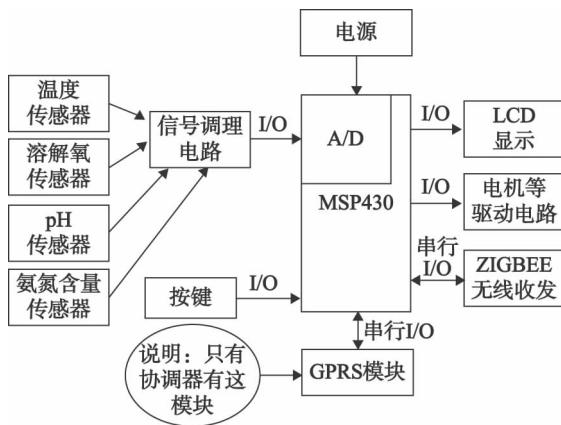 电源
温度
传感器
溶解氧
传感器
pH
传感器
氨氮含量
传感器
信号调理
电路
I/O
A/D
MSP430
I/O
LCD
显示
I/O
电机等
驱动电路
串行
I/O
ZIGBEE
无线收发
按键
I/O
串行I/O
GPRS模块
说明：只有
协调器有这
模块